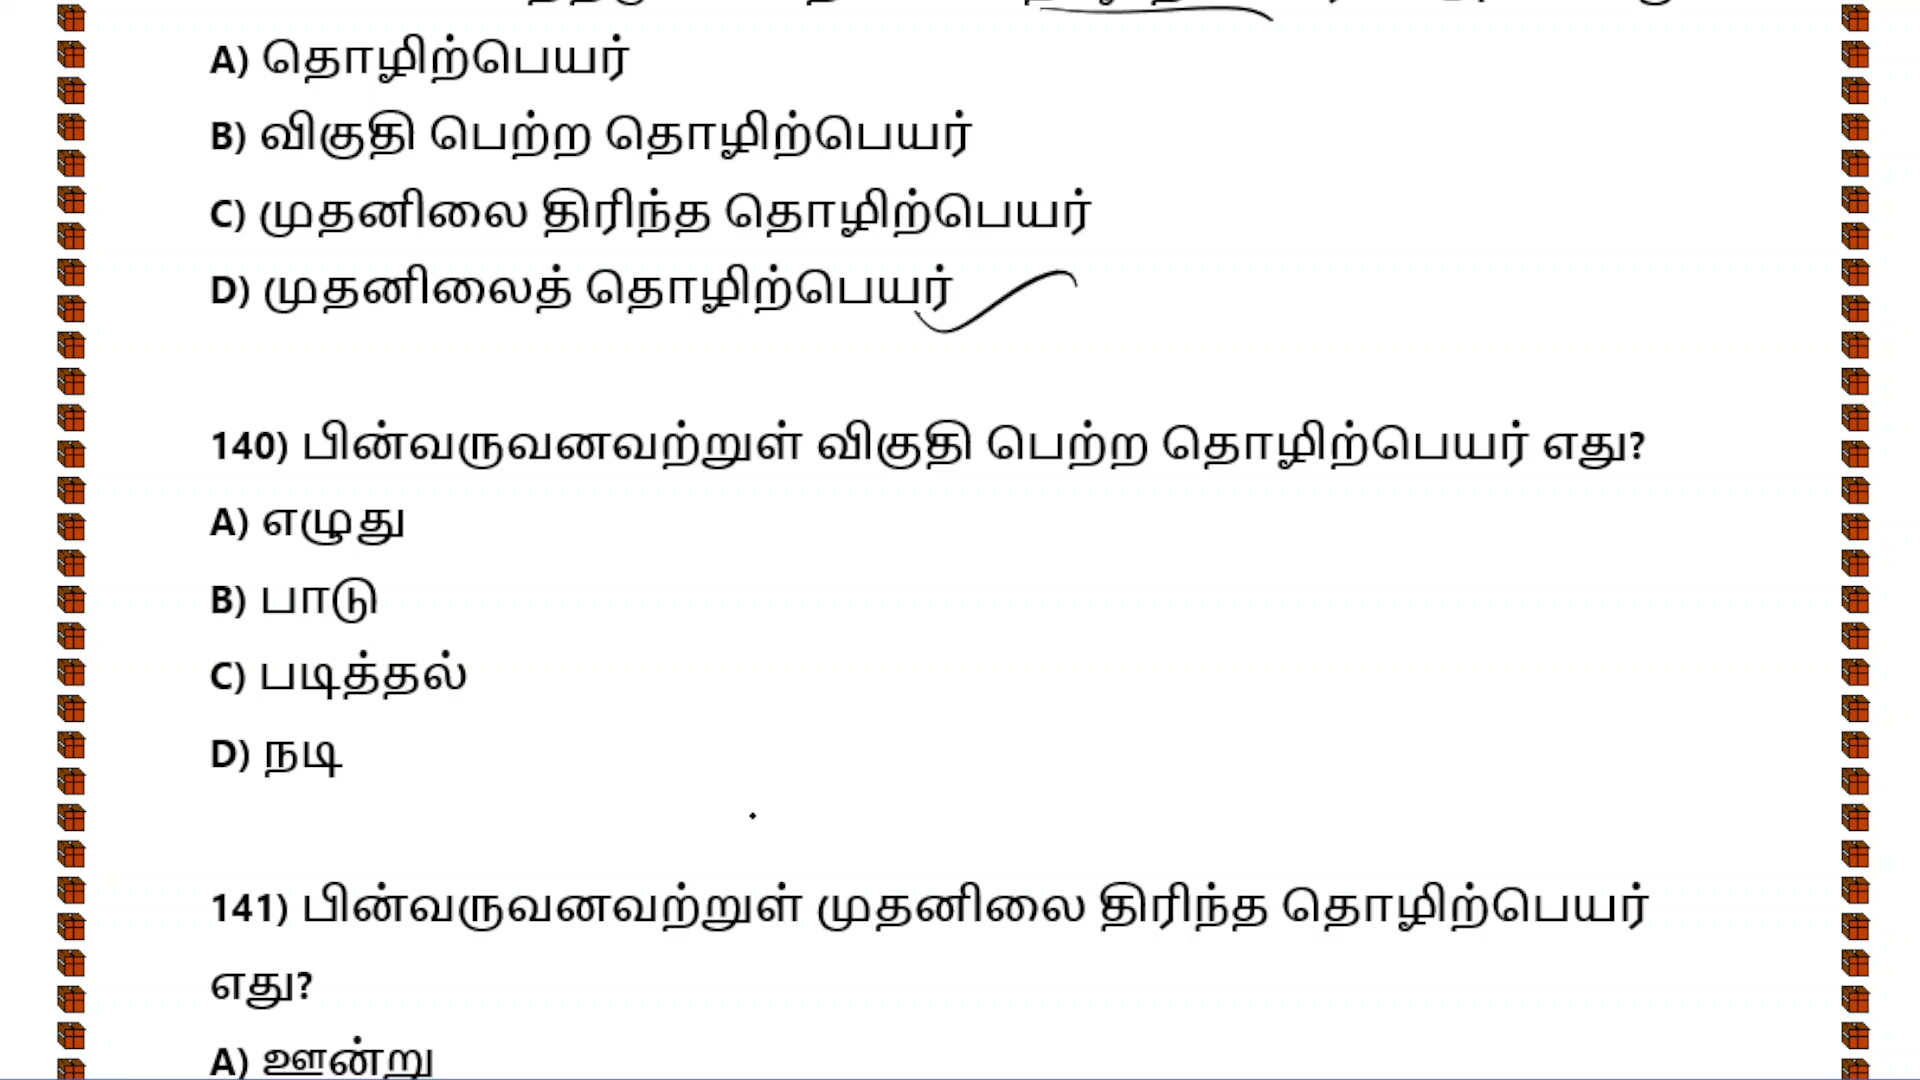 A) தொழிற்பெயர்
B) விகுதி பெற்ற தொழிற்பெயர்
C) முதனிலை திரிந்த தொழிற்பெயர்
D) முதனிலைத் தொழிற்பெயர்
140) பின்வருவனவற்றுள் விகுதி பெற்ற தொழிற்பெயர் எது?
A) எழுது
B) பாடு
C) படித்தல்
D) நடி
141) பின்வருவனவற்றுள் முதனிலை திரிந்த தொழிற்பெயர்
எது?
A) ஊன்று